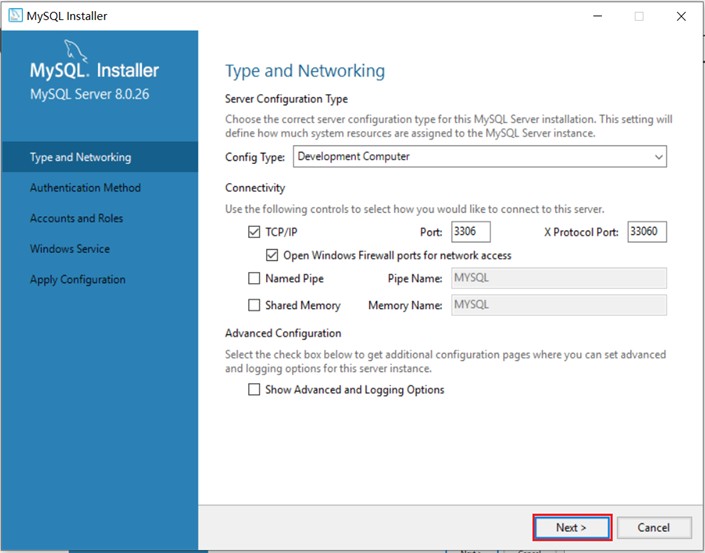 MySQL Installer
MySQL. Installer
MySQL Server 8.0.26
Type and Networking
Authentication Method
Accounts and Roles
Windows Service
Apply Configuration
Type and Networking
Server Configuration Type
Choose the correct server configuration type for this MySQL Server installation. This setting will
define how much system resources are assigned to the MySQL Server instance.
Config Type: Development Computer
Connectivity
Use the following controls to select how you would like to connect to this server.
TCP/IP Port: 3306 X Protocol Port: 33060
Open Windows Firewall ports for network access
Named Pipe Pipe Name: MYSQL
Shared Memory Memory Name: MYSQL
Advanced Configuration
Select the check box below to get additional configuration pages where you can set advanced
and logging options for this server instance.
Show Advanced and Logging Options
Next > Cancel